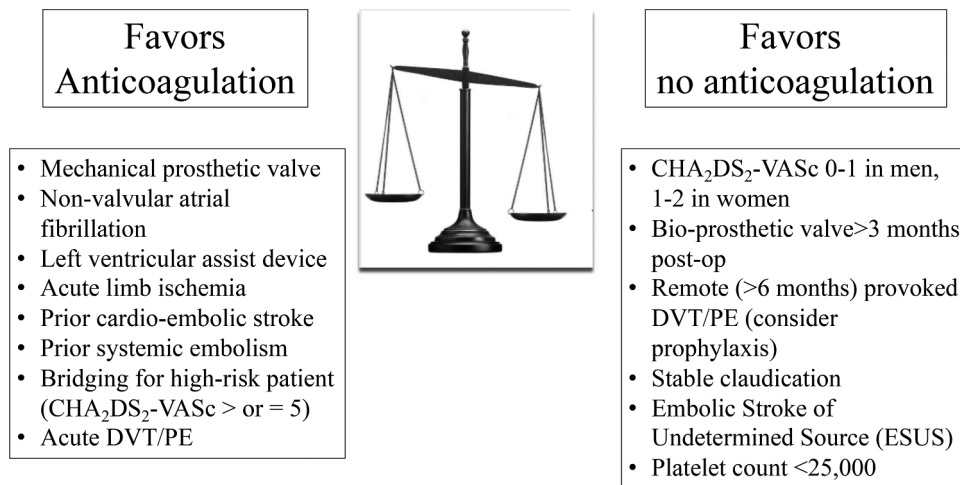 Favors
Anticoagulation
• Mechanical prosthetic valve
• Non-valvular atrial
fibrillation
• Left ventricular assist device
• Acute limb ischemia
• Prior cardio-embolic stroke
• Prior systemic embolism
• Bridging for high-risk patient
(CHA₂DS₂-VASc > or = 5)
• Acute DVT/PE
Favors
no anticoagulation
• CHA₂DS₂-VASc 0-1 in men,
1-2 in women
• Bio-prosthetic valve>3 months
post-op
• Remote (>6 months) provoked
DVT/PE (consider
prophylaxis)
• Stable claudication
• Embolic Stroke of
Undetermined Source (ESUS)
• Platelet count <25,000